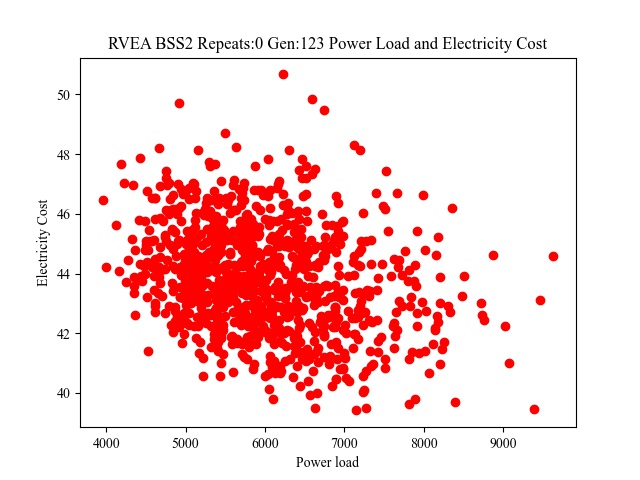 RVEA BSS2 Repeats:0 Gen:123 Power Load and Electricity Cost
50
48
46
44
42
40
Electricity Cost
4000 5000 6000 7000 8000 9000
Power load